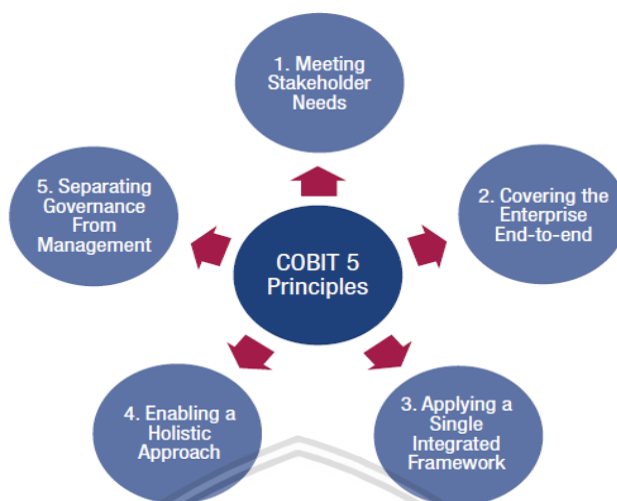 1. Meeting
Stakeholder
Needs
5. Separating
Governance
From
Management
2. Covering the
Enterprise
End-to-end
COBIT 5
Principles
4. Enabling a
Holistic
Approach
3. Applying a
Single
Integrated
Framework